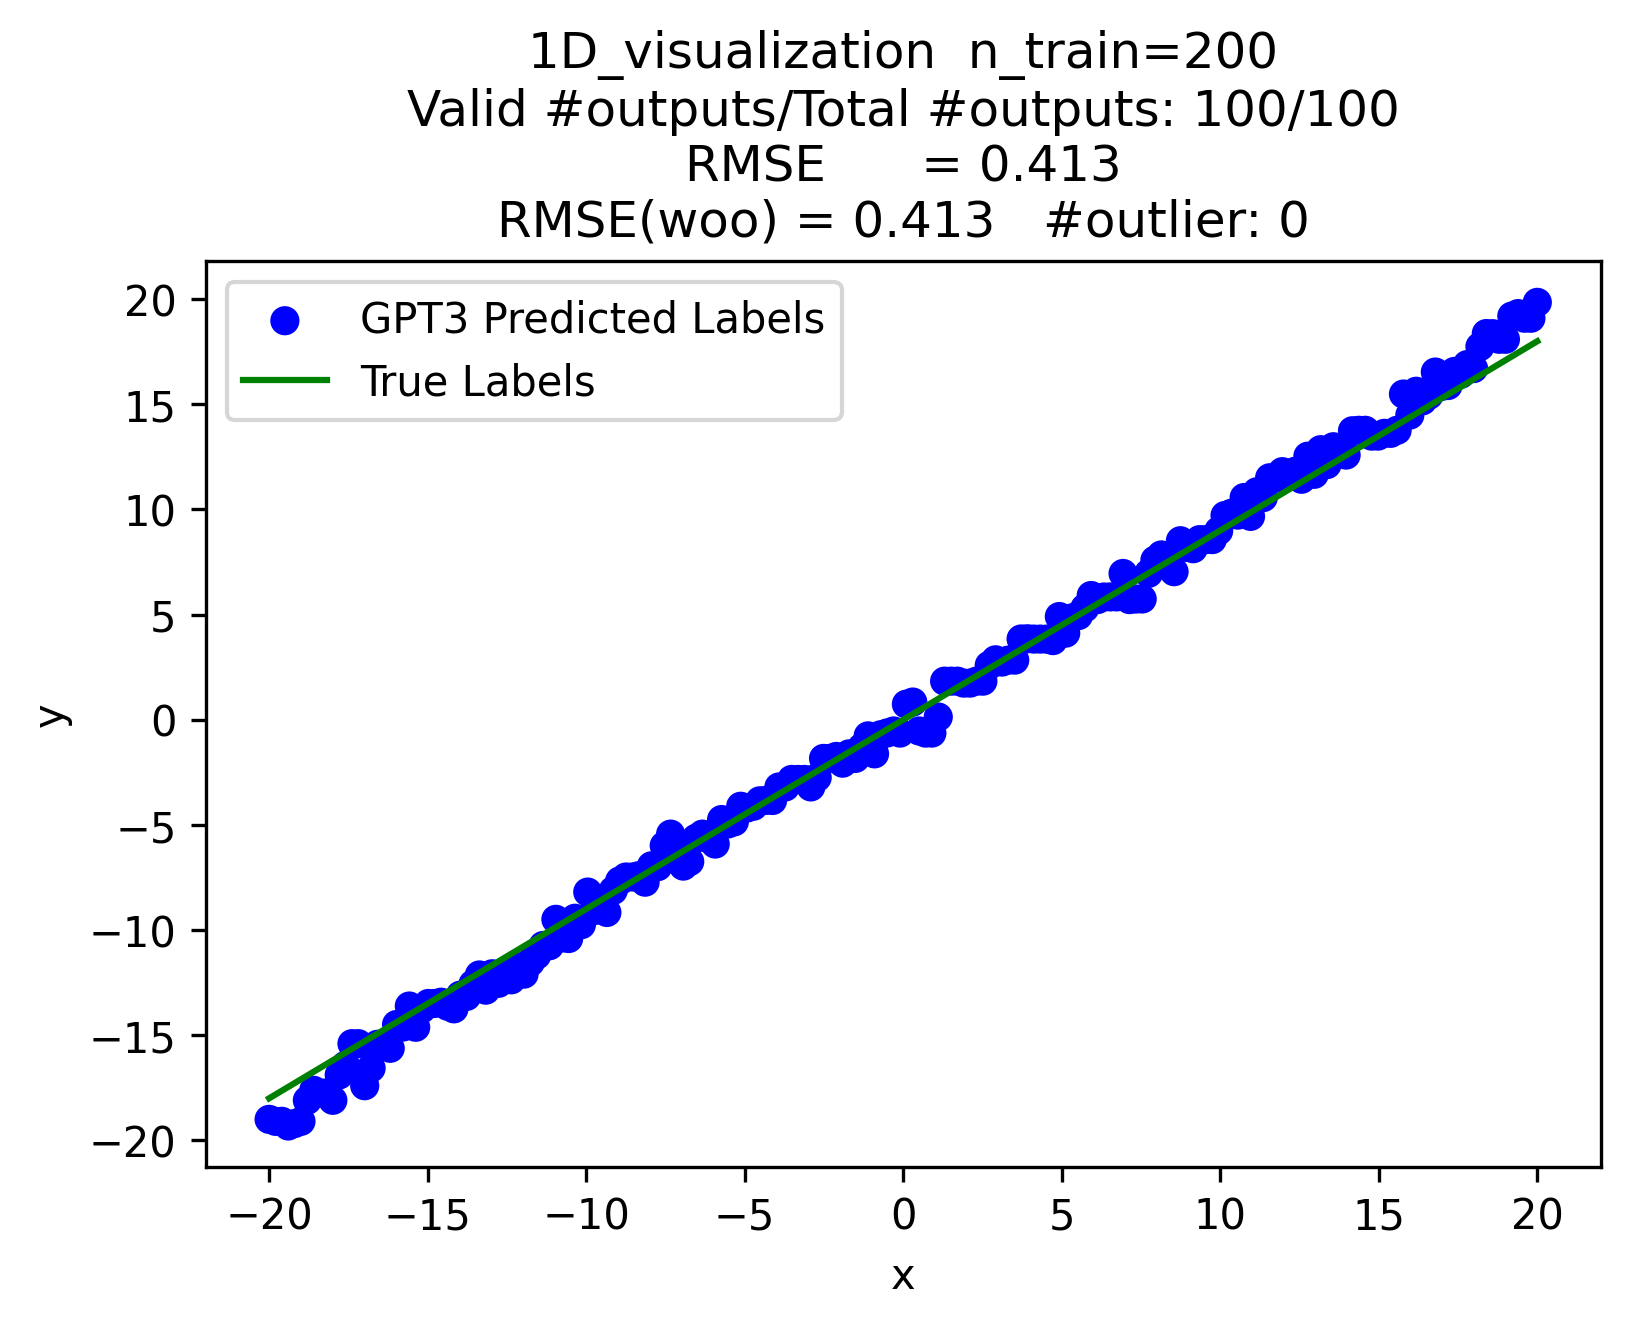 1D_visualization  n_train=200
Valid #outputs/Total #outputs: 100/100
RMSE      = 0.413
RMSE(woo) = 0.413   #outlier: 0
GPT3 Predicted Labels
True Labels
20
15
10
5
0
−5
−10
−15
−20
y
−20 −15 −10 −5 0 5 10 15 20
x